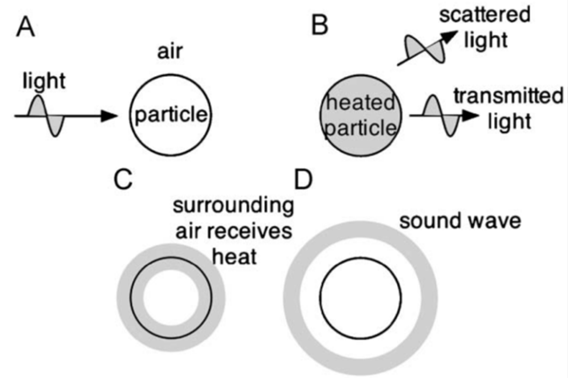 A
air
light
particle
B
scattered
light
heated
particle
transmitted
light
C
surrounding
air receives
heat
D
sound wave